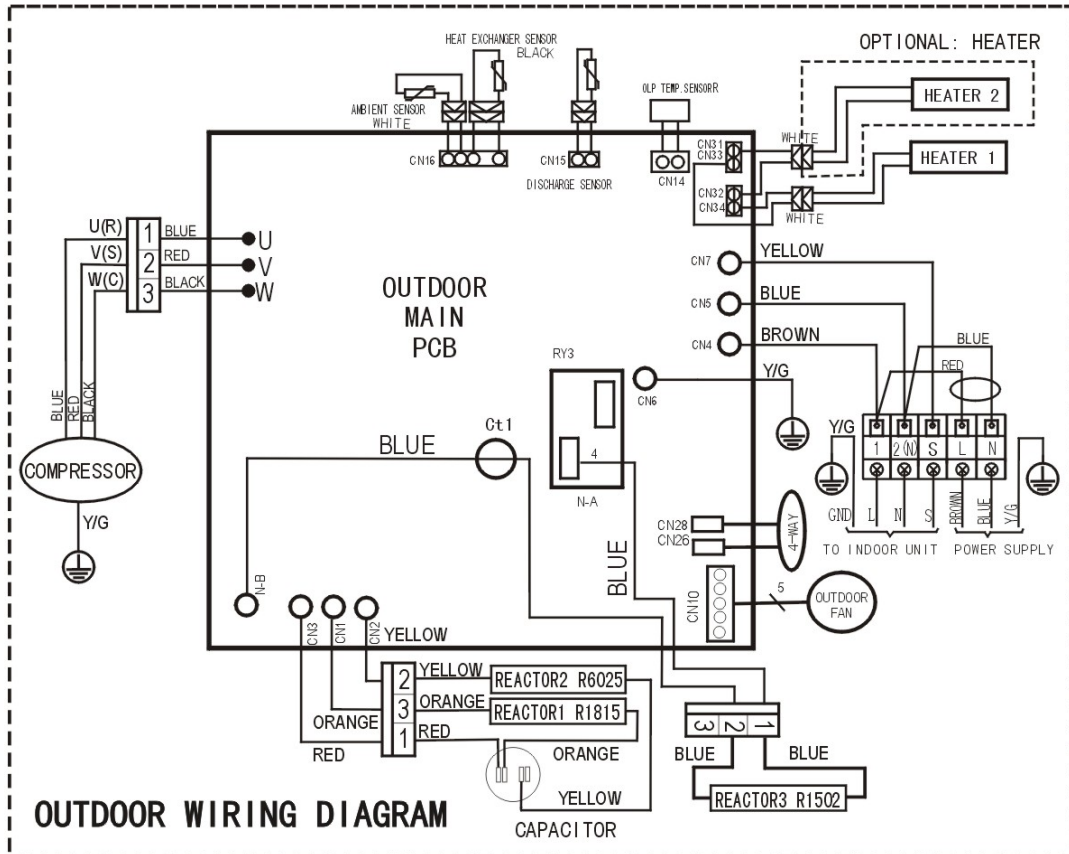 HEAT EXCHANGER SENSOR
BLACK
OPTIONAL: HEATER
AMBIENT SENSOR
WHITE
OLP TEMP.SENSORR
HEATER 2
WHITE
HEATER 1
CN16
CN15
DISCHARGE SENSOR
CN14
CN31
CN33
CN32
CN34
WHITE
U(R)
1
BLUE
U
V(S)
2
RED
V
W(C)
3
BLACK
W
OUTDOOR
MAIN
PCB
CN7
YELLOW
CN5
BLUE
CN4
BROWN
BLUE
RED
RY3
CN6
Y/G
BLUE
RED
BLACK
COMPRESSOR
Y/G
BLUE
Ct1
4
N-A
Y/G
1
2(N)
S
L
N
GND
L
N
S
BROWN
BLUE
Y/G
TO INDOOR UNIT
POWER SUPPLY
CN28
CN26
4-WAY
BLUE
CN10
5
OUTDOOR
FAN
N-B
CN3
CN1
CN2
YELLOW
2
YELLOW
REACTOR2 R6025
ORANGE
3
ORANGE
REACTOR1 R1815
RED
1
RED
ORANGE
YELLOW
CAPACITOR
3
2
1
BLUE
BLUE
REACTOR3 R1502
OUTDOOR WIRING DIAGRAM